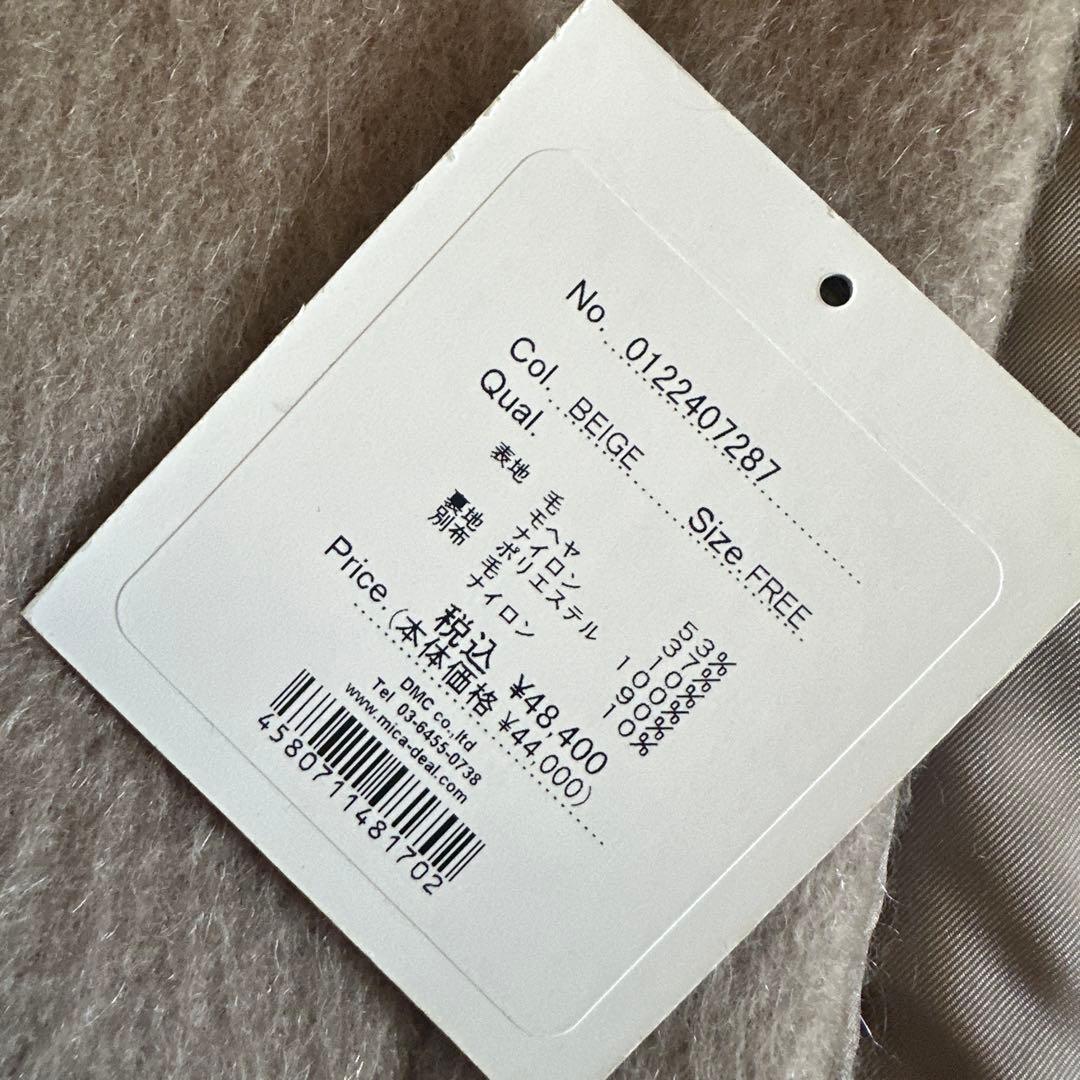 No. 0122407287
Col. BEIGE Size. FREE
Qual.
表地 毛 53%
モヘヤ 37%
ナイロン 10%
裏地 ポリエステル 100%
別布 毛 90%
ナイロン 10%
Price. 税込 ¥48,400
(本体価格 ¥44,000)
DMC co.,ltd
Tel 03-6455-0738
www.mica-deal.com
4580711481702